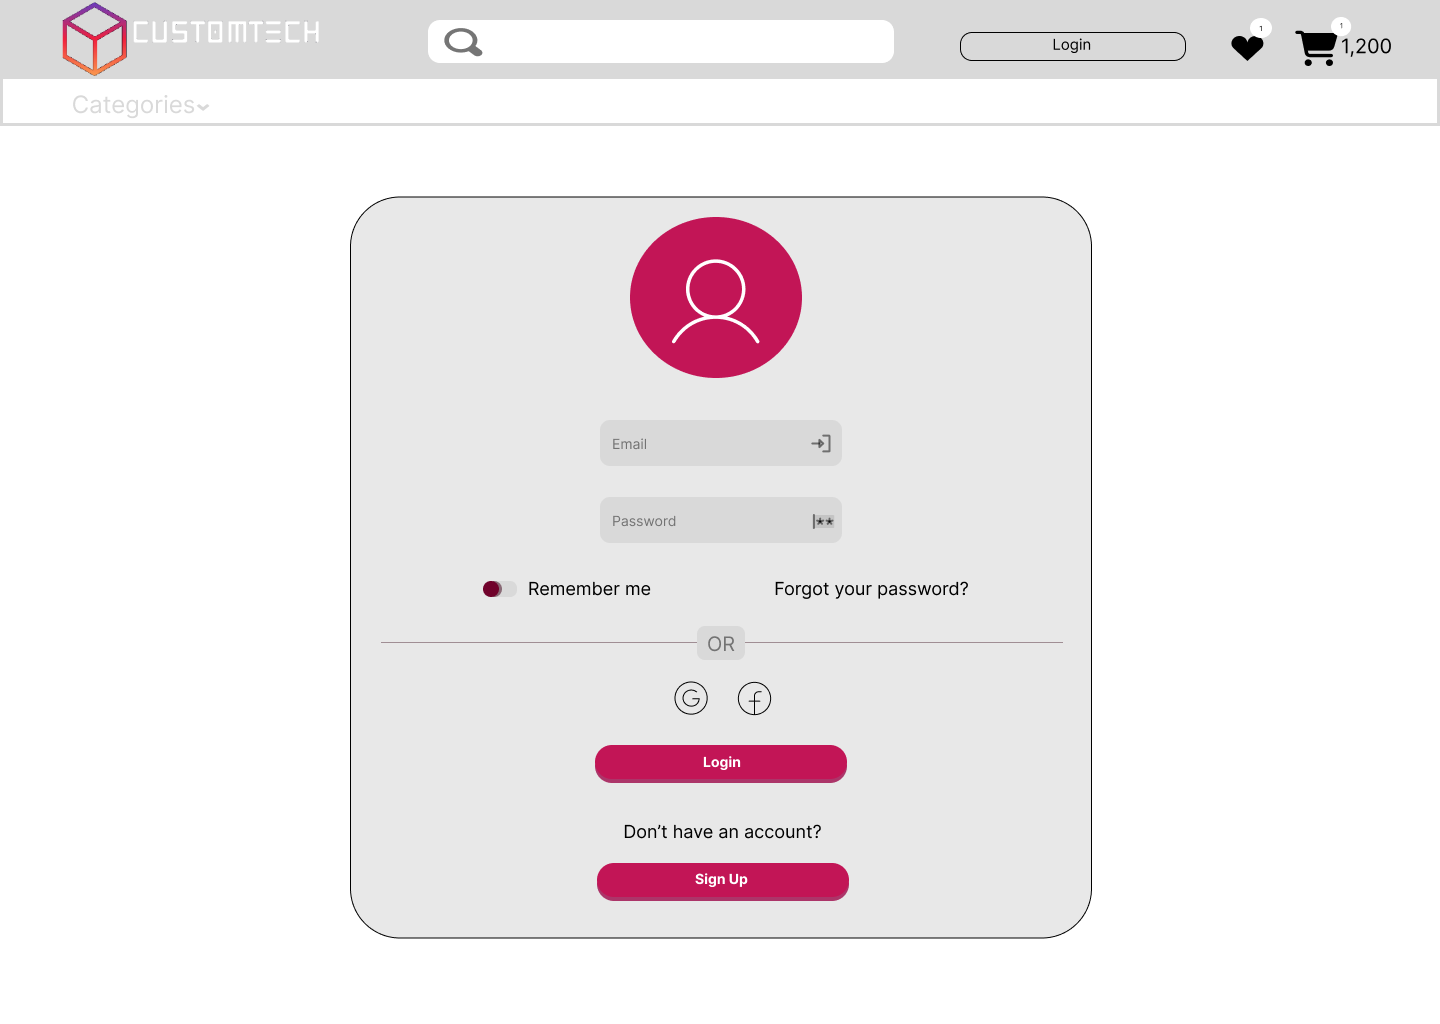 CUSTOMTECH
Login
1
1
1,200
Categories
Email
Password
|**
Remember me
Forgot your password?
OR
G
f
Login
Don’t have an account?
Sign Up